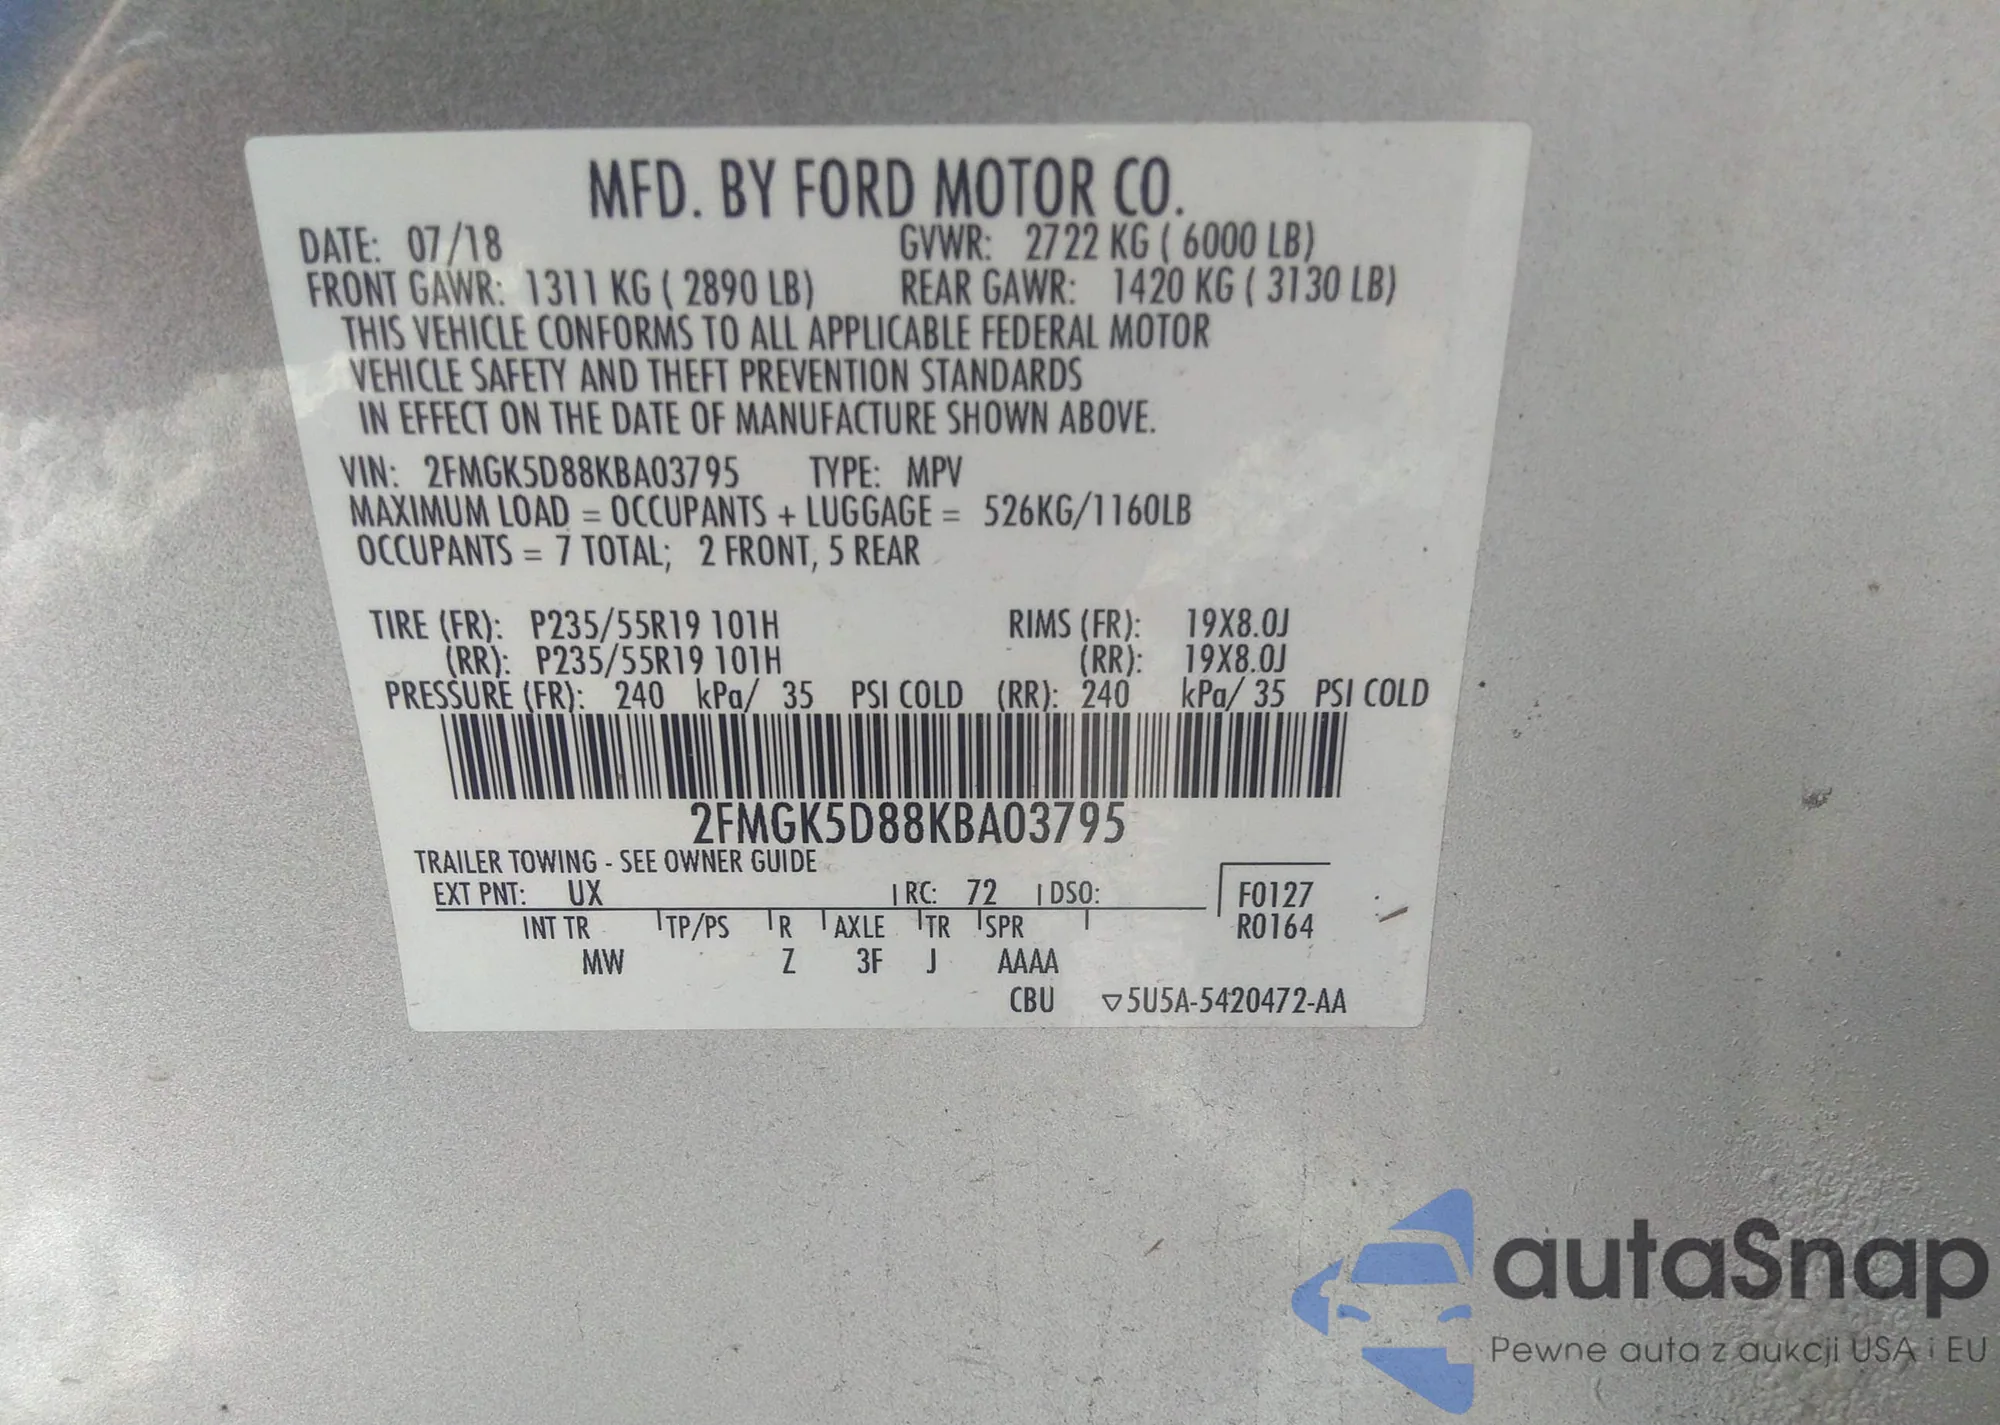 MFD. BY FORD MOTOR CO.
DATE: 07/18 GVWR: 2722 KG ( 6000 LB)
FRONT GAWR: 1311 KG ( 2890 LB) REAR GAWR: 1420 KG ( 3130 LB)
THIS VEHICLE CONFORMS TO ALL APPLICABLE FEDERAL MOTOR
VEHICLE SAFETY AND THEFT PREVENTION STANDARDS
IN EFFECT ON THE DATE OF MANUFACTURE SHOWN ABOVE.
VIN: 2FMGK5D88KBA03795 TYPE: MPV
MAXIMUM LOAD = OCCUPANTS + LUGGAGE = 526KG/1160LB
OCCUPANTS = 7 TOTAL; 2 FRONT, 5 REAR
TIRE (FR): P235/55R19 101H RIMS (FR): 19X8.0J
(RR): P235/55R19 101H (RR): 19X8.0J
PRESSURE (FR): 240 kPa/ 35 PSI COLD (RR): 240 kPa/ 35 PSI COLD
2FMGK5D88KBA03795
TRAILER TOWING - SEE OWNER GUIDE
EXT PNT: UX RC: 72 DSO: F0127
INT TR TP/PS R AXLE TR SPR R0164
MW Z 3F J AAAA
CBU ▽5U5A-5420472-AA
autaSnap
Pewne auta z aukcji USA i EU